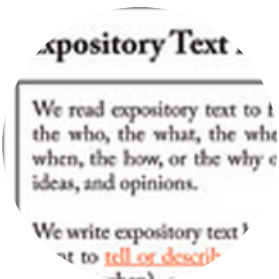 xpository Text
We read expository text to
the who, the what, the
when, the how, or the why
ideas, and opinions.
We write expository text
to tell or describ